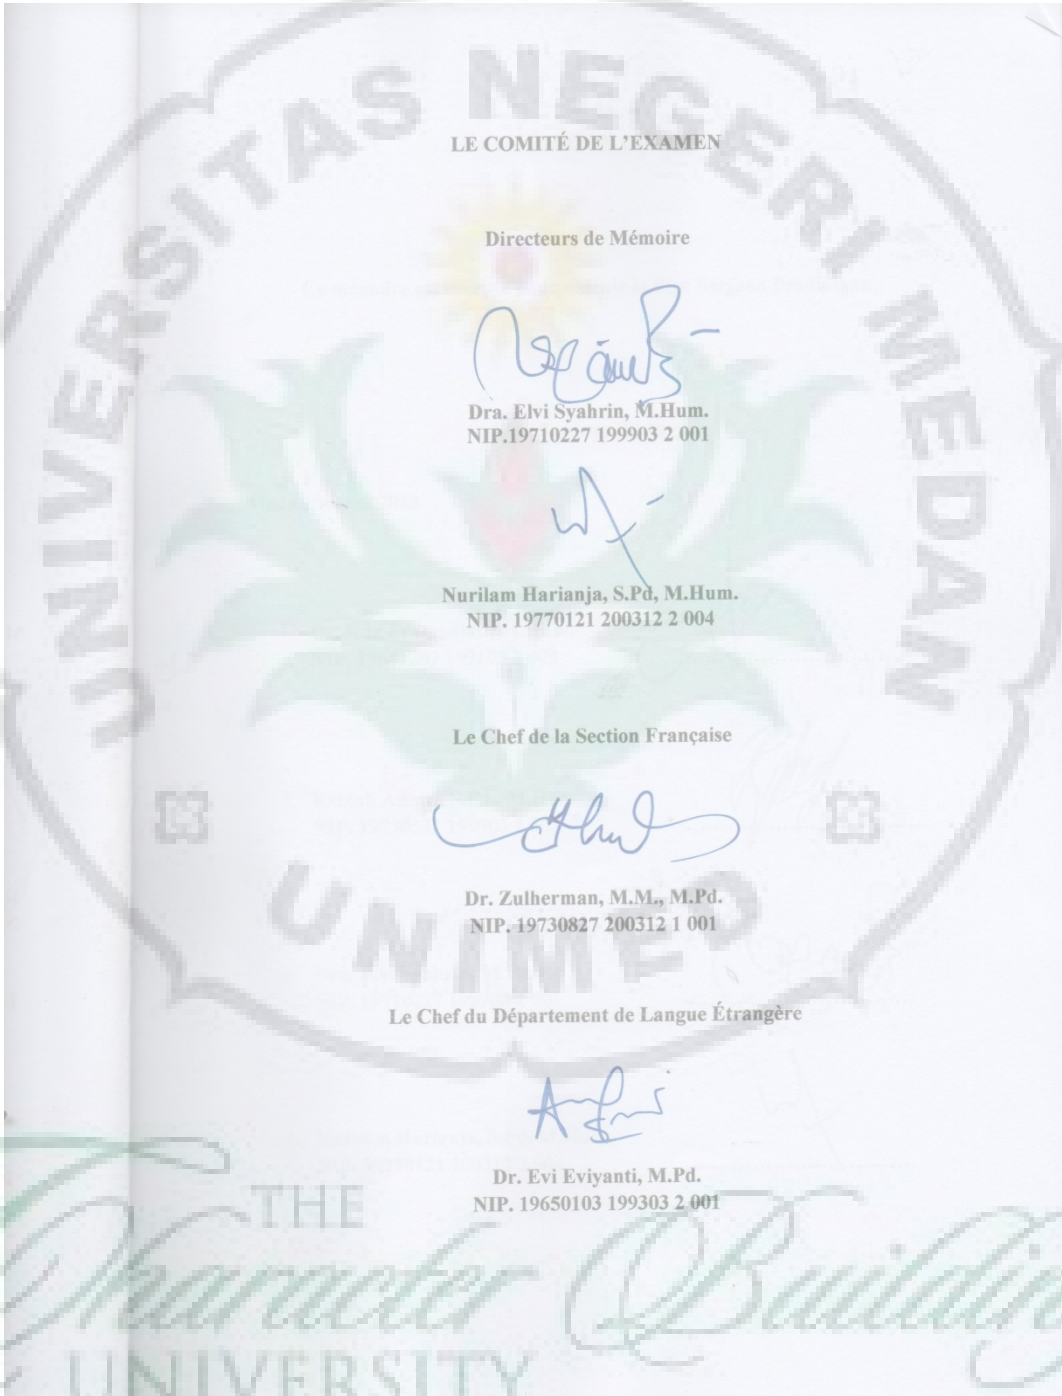 UNIVERSITAS NEGERI MEDAN
LE COMITÉ DE L'EXAMEN
Directeurs de Mémoire
Dra. Elvi Syahrin, M.Hum.
NIP.19710227 199903 2 001
Nurilam Harianja, S.Pd, M.Hum.
NIP. 19770121 200312 2 004
Le Chef de la Section Française
Dr. Zulherman, M.M., M.Pd.
NIP. 19730827 200312 1 001
UNIMED
Le Chef du Département de Langue Étrangère
Dr. Evi Eviyanti, M.Pd.
NIP. 19650103 199303 2 001
THE
Character Building
UNIVERSITY